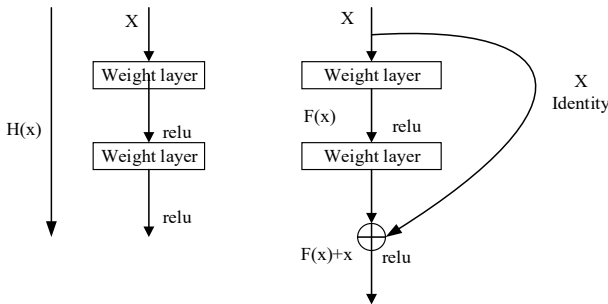 X
Weight layer
H(x)
relu
Weight layer
relu
X
Weight layer
F(x)
relu
Weight layer
X
Identity
F(x)+x
relu